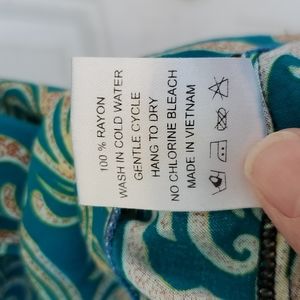 100 % RAYON
WASH IN COLD WATER
GENTLE CYCLE
HANG TO DRY
NO CHLORINE BLEACH
MADE IN VIETNAM